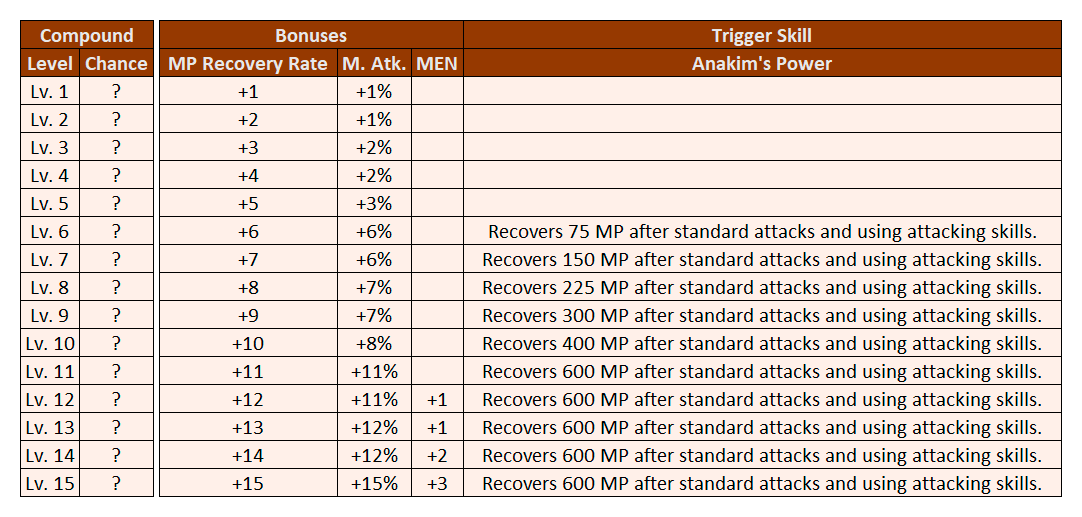 Compound Bonuses Trigger Skill
Level Chance MP Recovery Rate M. Atk. MEN Anakim's Power
Lv. 1 ? +1 +1%
Lv. 2 ? +2 +1%
Lv. 3 ? +3 +2%
Lv. 4 ? +4 +2%
Lv. 5 ? +5 +3%
Lv. 6 ? +6 +6% Recovers 75 MP after standard attacks and using attacking skills.
Lv. 7 ? +7 +6% Recovers 150 MP after standard attacks and using attacking skills.
Lv. 8 ? +8 +7% Recovers 225 MP after standard attacks and using attacking skills.
Lv. 9 ? +9 +7% Recovers 300 MP after standard attacks and using attacking skills.
Lv. 10 ? +10 +8% Recovers 400 MP after standard attacks and using attacking skills.
Lv. 11 ? +11 +11% Recovers 600 MP after standard attacks and using attacking skills.
Lv. 12 ? +12 +11% +1 Recovers 600 MP after standard attacks and using attacking skills.
Lv. 13 ? +13 +12% +1 Recovers 600 MP after standard attacks and using attacking skills.
Lv. 14 ? +14 +12% +2 Recovers 600 MP after standard attacks and using attacking skills.
Lv. 15 ? +15 +15% +3 Recovers 600 MP after standard attacks and using attacking skills.